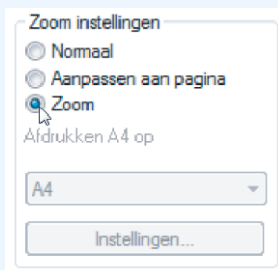 Zoom instellingen
Normaal
Aanpassen aan pagina
Zoom
Afdrukken A4 op
A4
Instellingen...